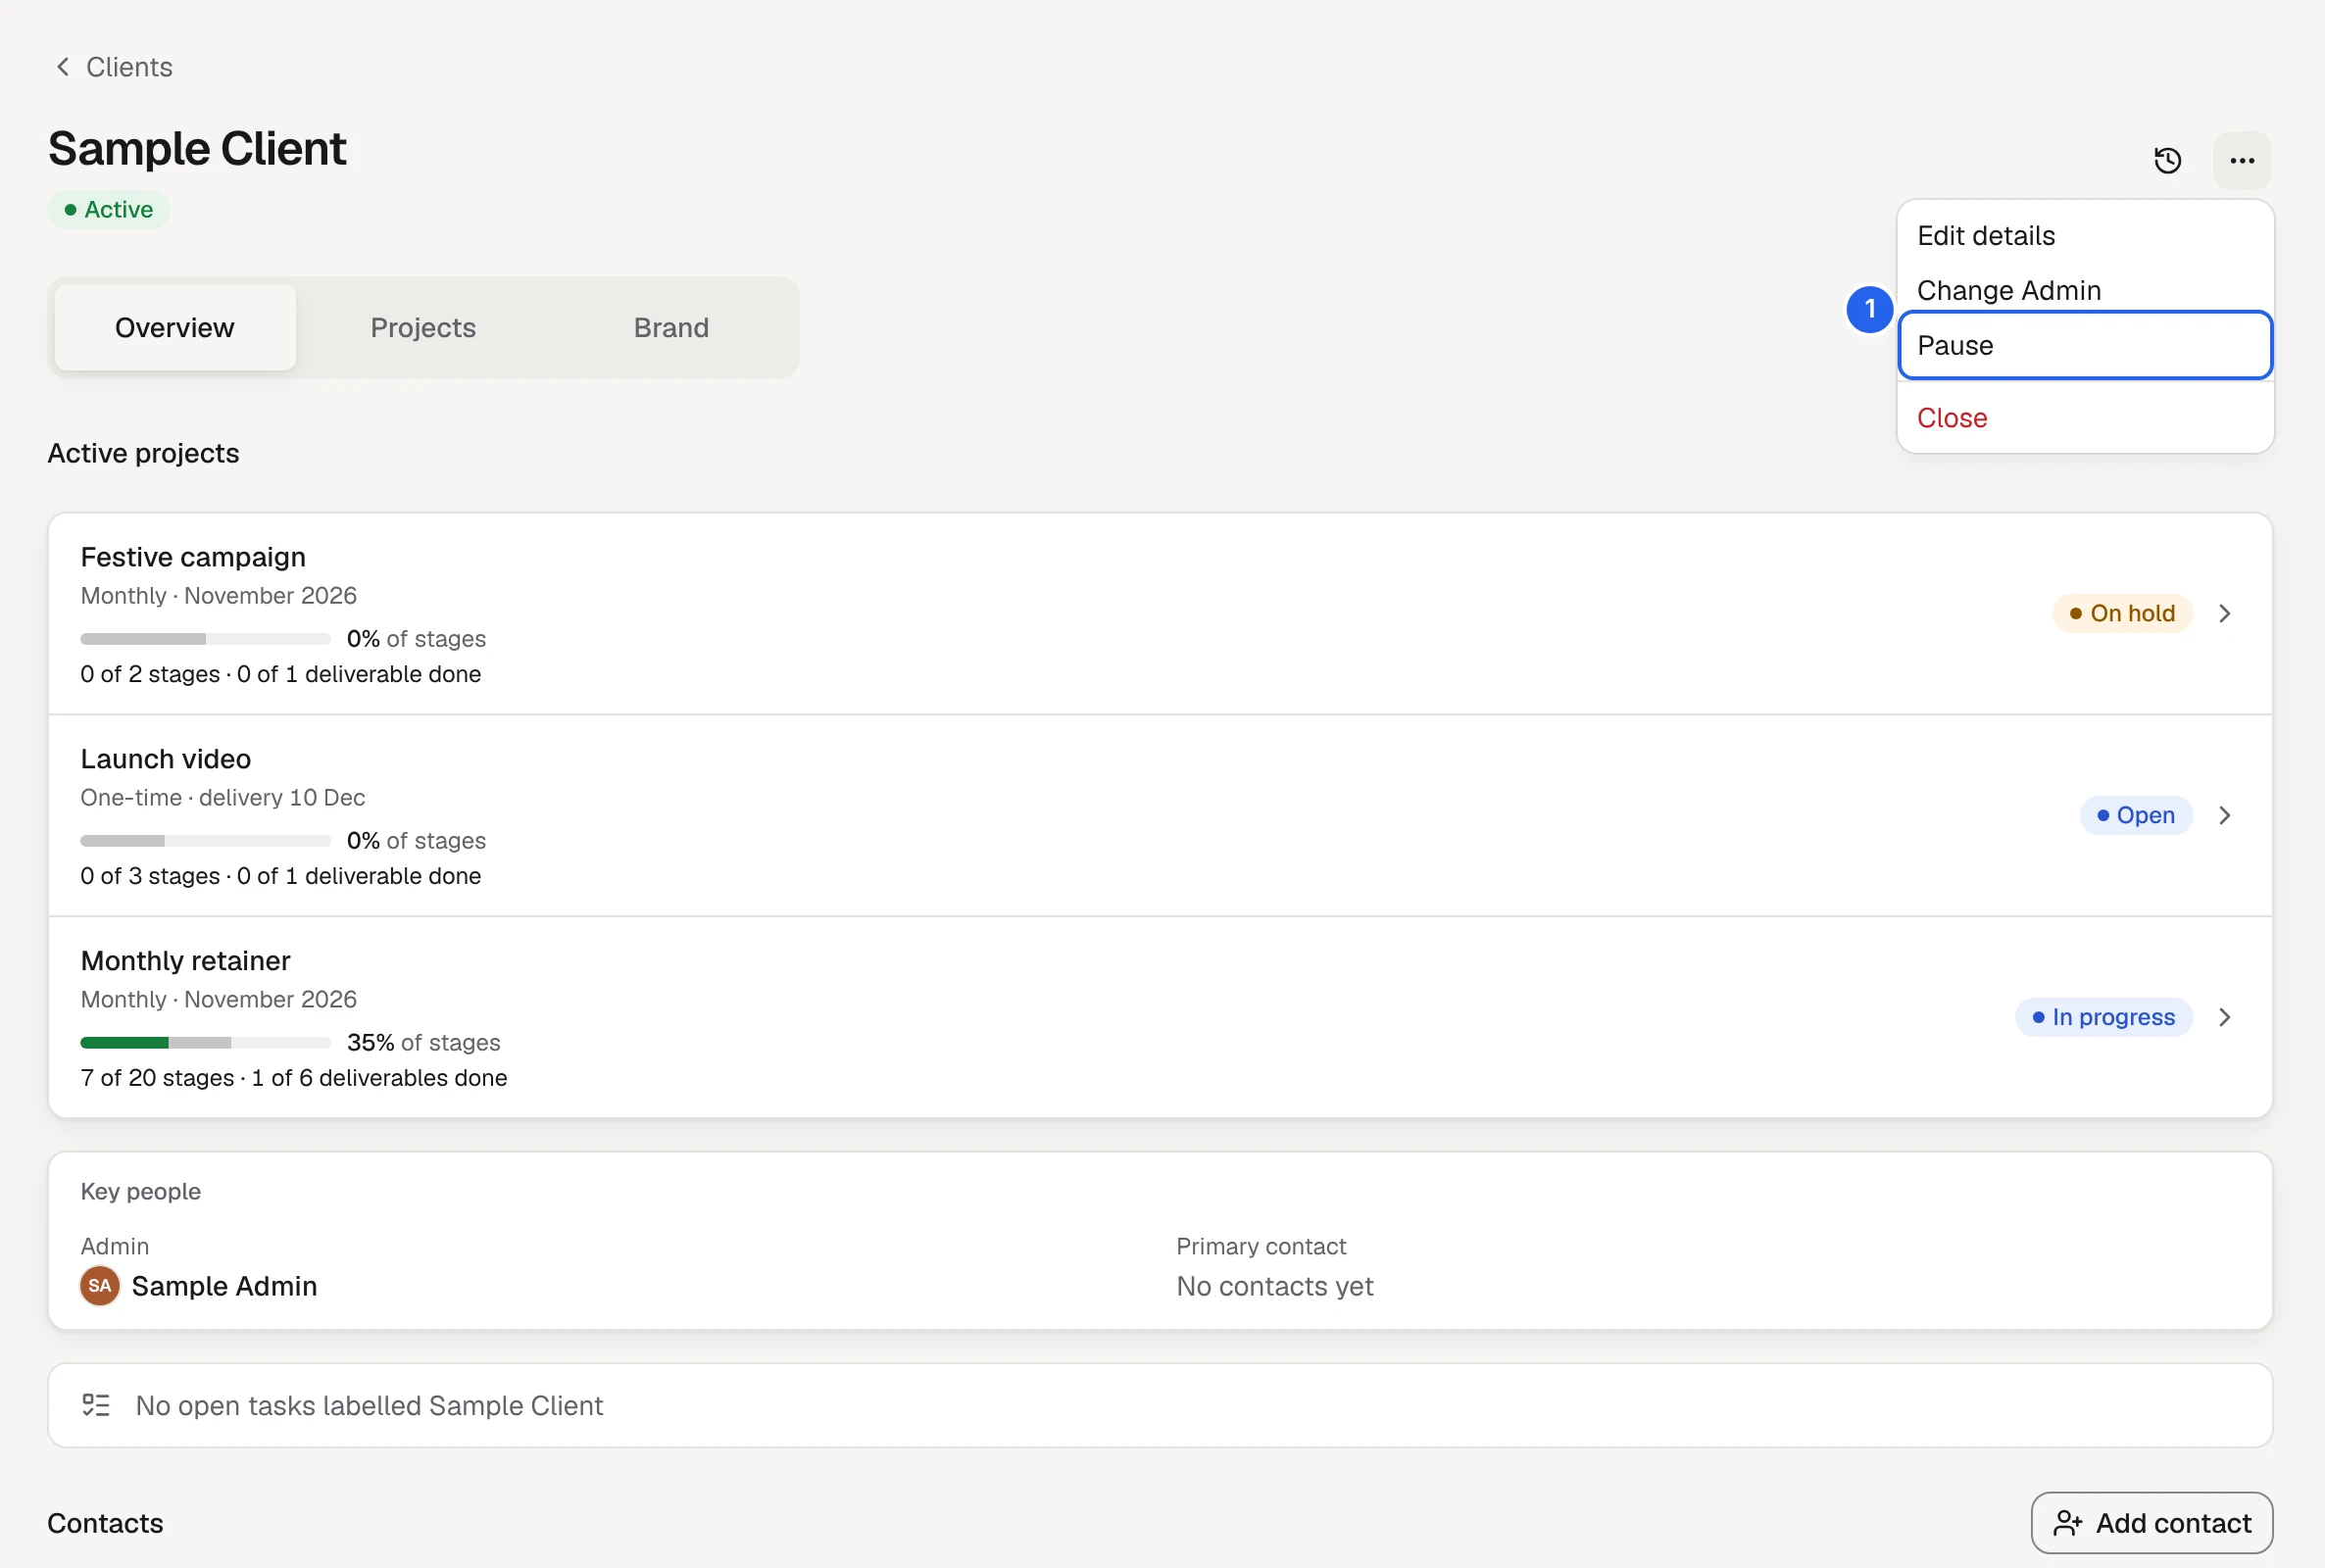 Clients
Sample Client
Active
Edit details
Change Admin
1
Pause
Close
Overview
Projects
Brand
Active projects
Festive campaign
Monthly · November 2026
0% of stages
0 of 2 stages · 0 of 1 deliverable done
On hold
Launch video
One-time · delivery 10 Dec
0% of stages
0 of 3 stages · 0 of 1 deliverable done
Open
Monthly retainer
Monthly · November 2026
35% of stages
7 of 20 stages · 1 of 6 deliverables done
In progress
Key people
Admin
SA Sample Admin
Primary contact
No contacts yet
No open tasks labelled Sample Client
Contacts
Add contact